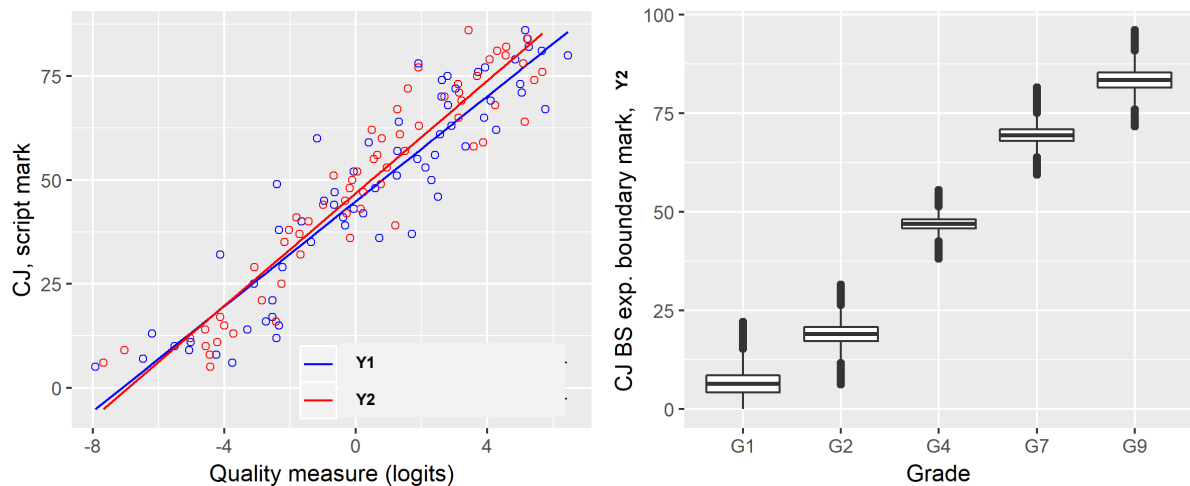 CJ, script mark
75
50
25
0
-8 -4 0 4
Quality measure (logits)
Y1
Y2
CJ BS exp. boundary mark, Y2
100
75
50
25
0
G1 G2 G4 G7 G9
Grade